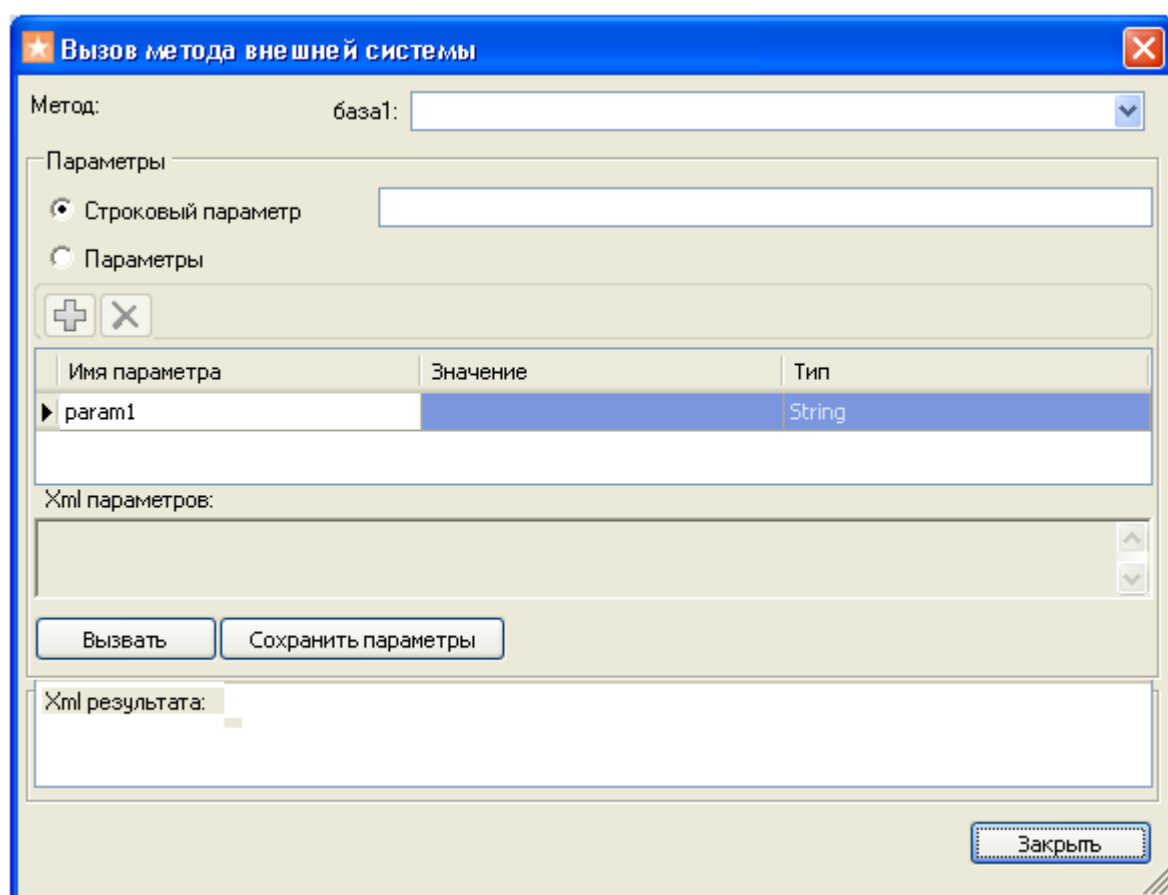 Вызов метода внешней системы
Метод: база1:
Параметры
Строковый параметр
Параметры
Имя параметра Значение Тип
param1 String
Xml параметров:
Вызвать Сохранить параметры
Xml результата:
Закрыть